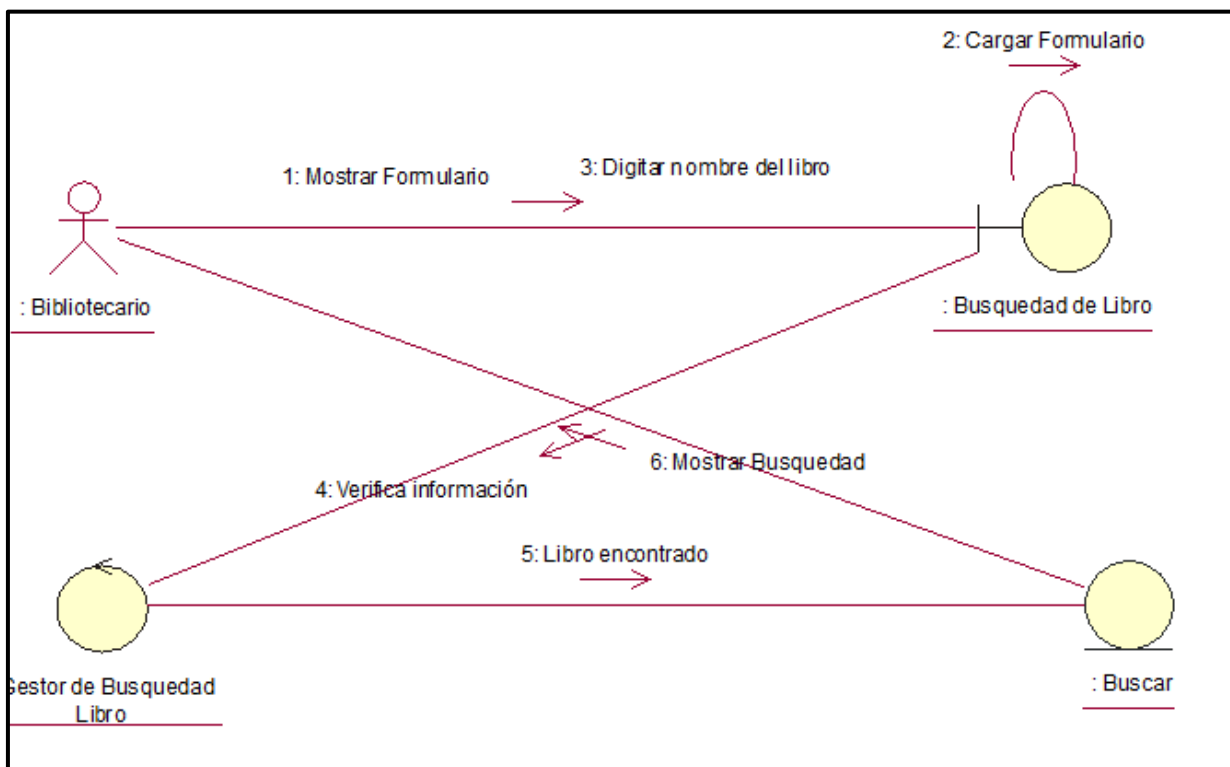 2: Cargar Formulario
1: Mostrar Formulario
3: Digitar nombre del libro
: Bibliotecario
: Busquedad de Libro
6: Mostrar Busquedad
4: Verifica información
5: Libro encontrado
de Busquedad
Libro
: Buscar